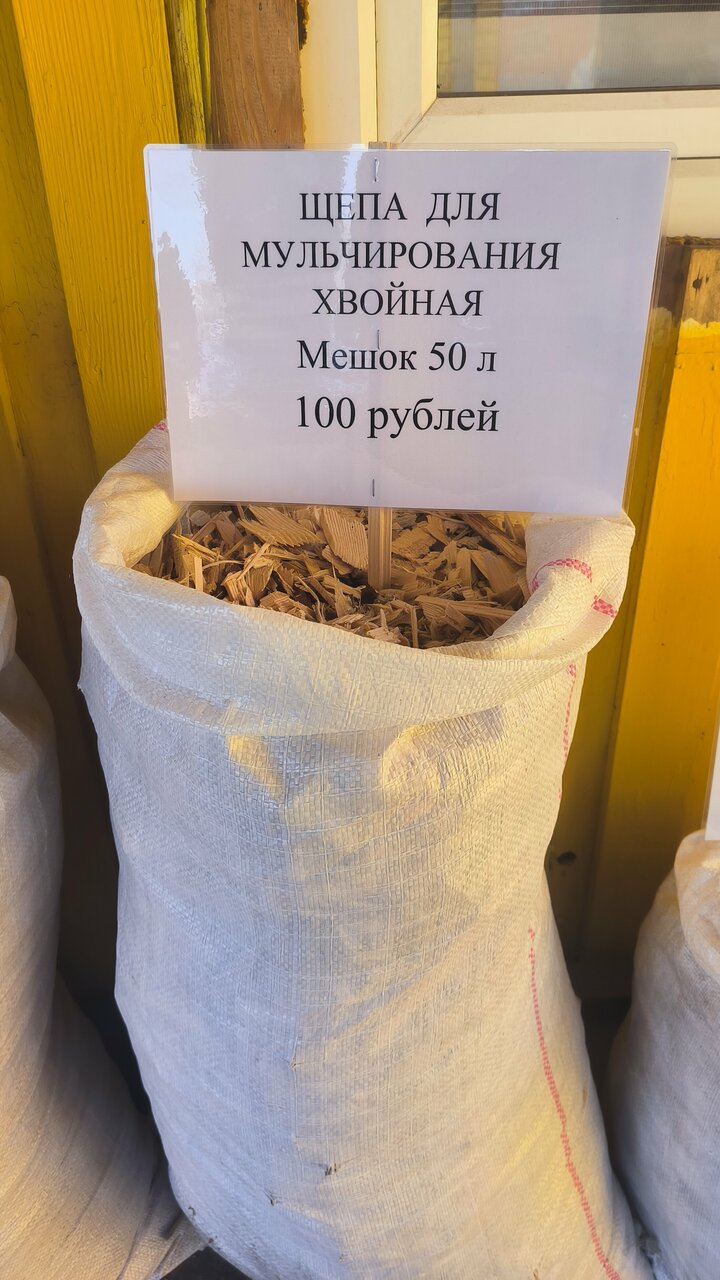 ЩЕПА ДЛЯ
МУЛЬЧИРОВАНИЯ
ХВОЙНАЯ
Мешок 50 л
100 рублей